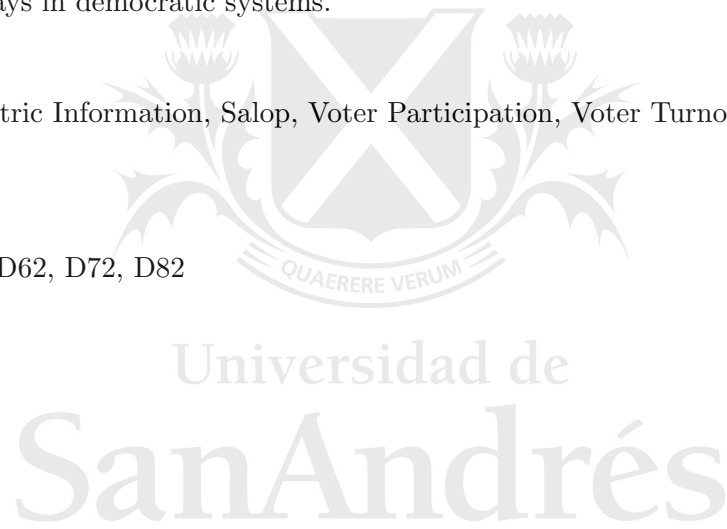 ays in democratic systems.
tric Information, Salop, Voter Participation, Voter Turno
D62, D72, D82
QUAERERE VERUM
Universidad de
SanAndrés